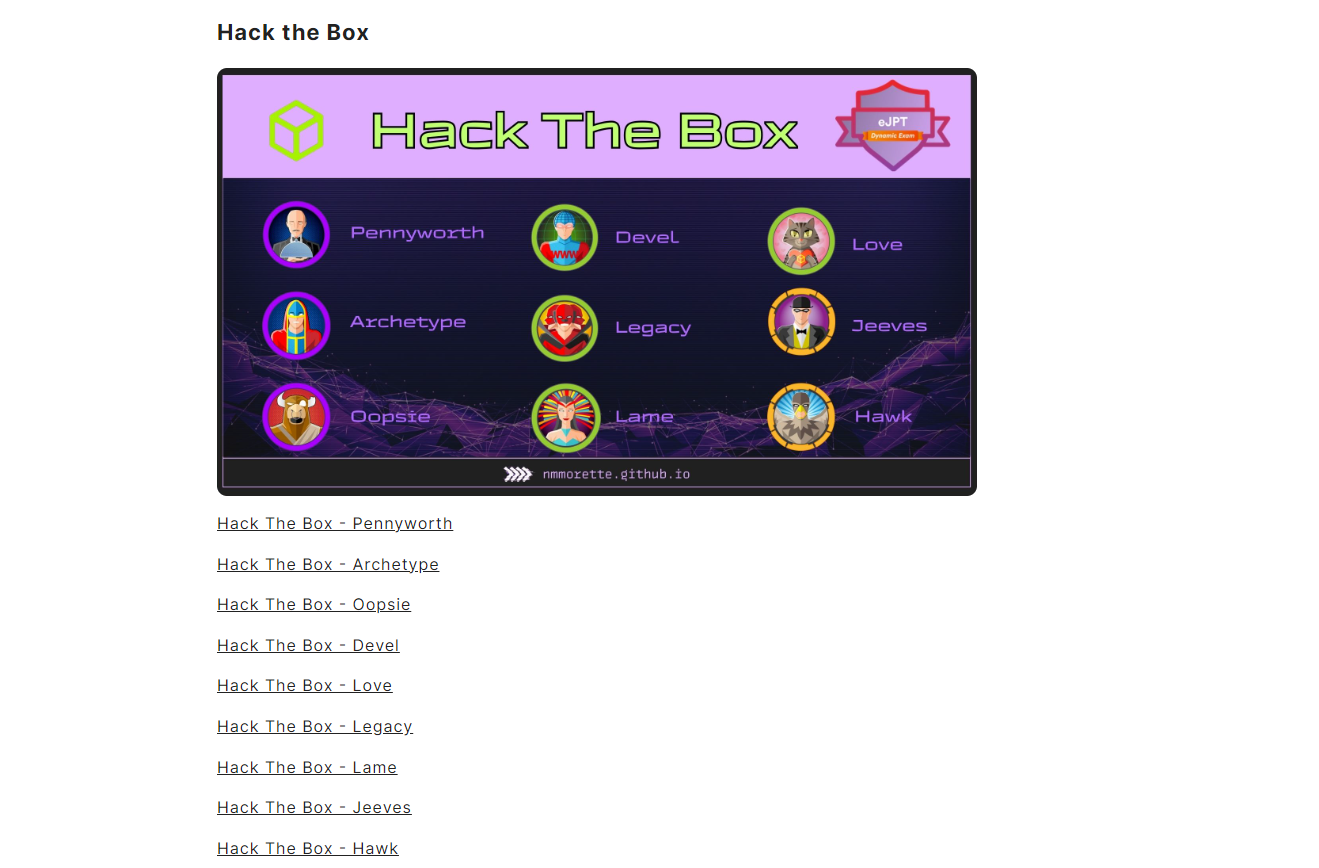 Hack the Box
Hack The Box
eJPT
Dynamic Exam
Pennyworth
Devel
Love
WWW
Archetype
Legacy
Jeeves
Oopsie
Lame
Hawk
nmmorette.github.io
Hack The Box - Pennyworth
Hack The Box - Archetype
Hack The Box - Oopsie
Hack The Box - Devel
Hack The Box - Love
Hack The Box - Legacy
Hack The Box - Lame
Hack The Box - Jeeves
Hack The Box - Hawk